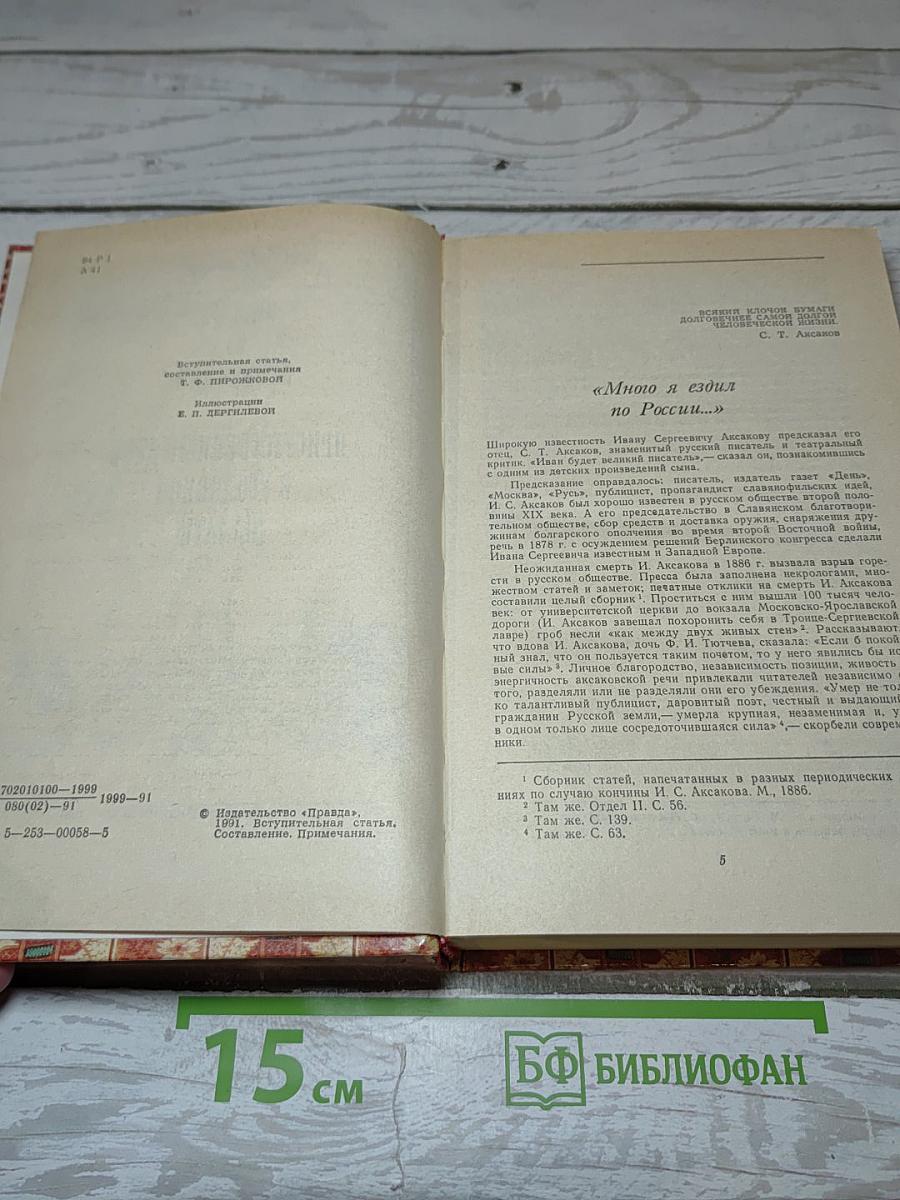 84 Р 1
А 41
Вступительная статья,
составление и примечания
Т. Ф. ПИРОЖКОВОЙ
Иллюстрации
Е. П. ДЕРГИЛЕВОЙ
702010100—1999
080(02)—91
1999—91
5—253—00058—5
© Издательство «Правда»,
1991. Вступительная статья.
Составление. Примечания.
ВСЯКИЙ КЛОЧОК БУМАГИ
ДОЛГОВЕЧНЕЕ САМОЙ ДОЛГОЙ
ЧЕЛОВЕЧЕСКОЙ ЖИЗНИ.
С. Т. Аксаков
«Много я ездил
по России...»
Широкую известность Ивану Сергеевичу Аксакову предсказал его
отец, С. Т. Аксаков, знаменитый русский писатель и театральный
критик. «Иван будет великий писатель»,— сказал он, познакомившись
с одним из детских произведений сына.
Предсказание оправдалось: писатель, издатель газет «День»,
«Москва», «Русь», публицист, пропагандист славянофильских идей,
И. С. Аксаков был хорошо известен в русском обществе второй поло-
вины XIX века. А его председательство в Славянском благотвори-
тельном обществе, сбор средств и доставка оружия, снаряжения дру-
жинам болгарского ополчения во время второй Восточной войны,
речь в 1878 г. с осуждением решений Берлинского конгресса сделали
Ивана Сергеевича известным и Западной Европе.
Неожиданная смерть И. Аксакова в 1886 г. вызвала взрыв горе-
сти в русском обществе. Пресса была заполнена некрологами, мно-
жеством статей и заметок; печатные отклики на смерть И. Аксакова
составили целый сборник ¹. Проститься с ним вышли 100 тысяч чело-
век: от университетской церкви до вокзала Московско-Ярославской
дороги (И. Аксаков завещал похоронить себя в Троице-Сергиевской
лавре) гроб несли «как между двух живых стен» ². Рассказывают,
что вдова И. Аксакова, дочь Ф. И. Тютчева, сказала: «Если б покой
ный знал, что он пользуется таким почетом, то у него явились бы но
вые силы» ³. Личное благородство, независимость позиции, живость
энергичность аксаковской речи привлекали читателей независимо
того, разделяли или не разделяли они его убеждения. «Умер не тол
ко талантливый публицист, даровитый поэт, честный и выдающий
гражданин Русской земли,— умерла крупная, незаменимая и, у
в одном только лице сосредоточившаяся сила» ⁴,— скорбели соврем
ники.
¹ Сборник статей, напечатанных в разных периодических
ниях по случаю кончины И. С. Аксакова. М., 1886.
² Там же. Отдел II. С. 56.
³ Там же. С. 139.
⁴ Там же. С. 63.
5
15 см
БФ БИБЛИОФАН